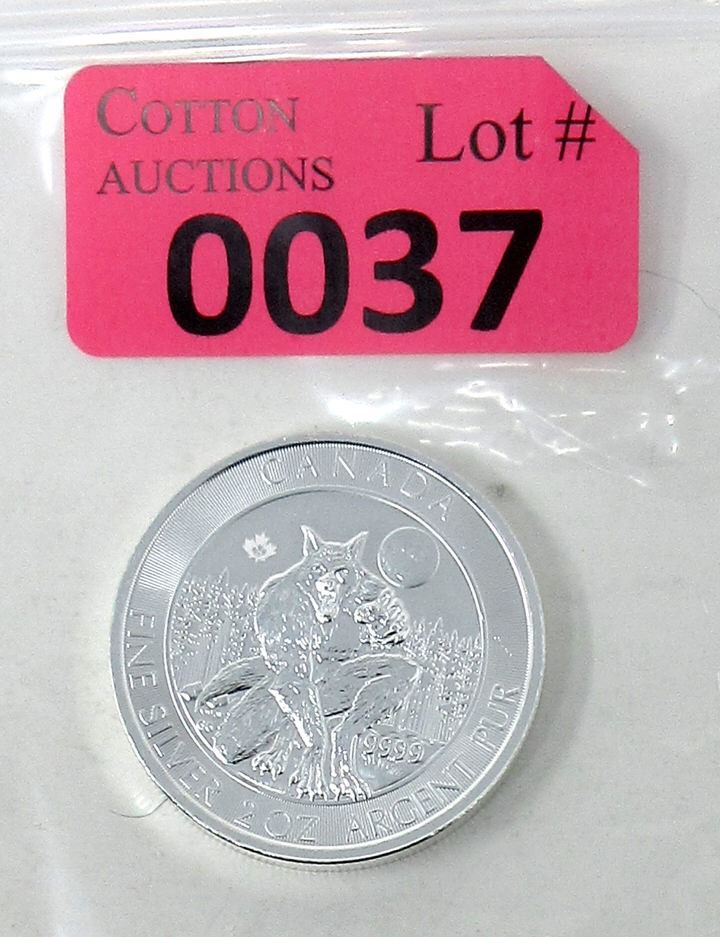 COTTON
AUCTIONS
Lot #
0037
CANADA
9999
FINE SILVER 2 OZ ARGENT PUR